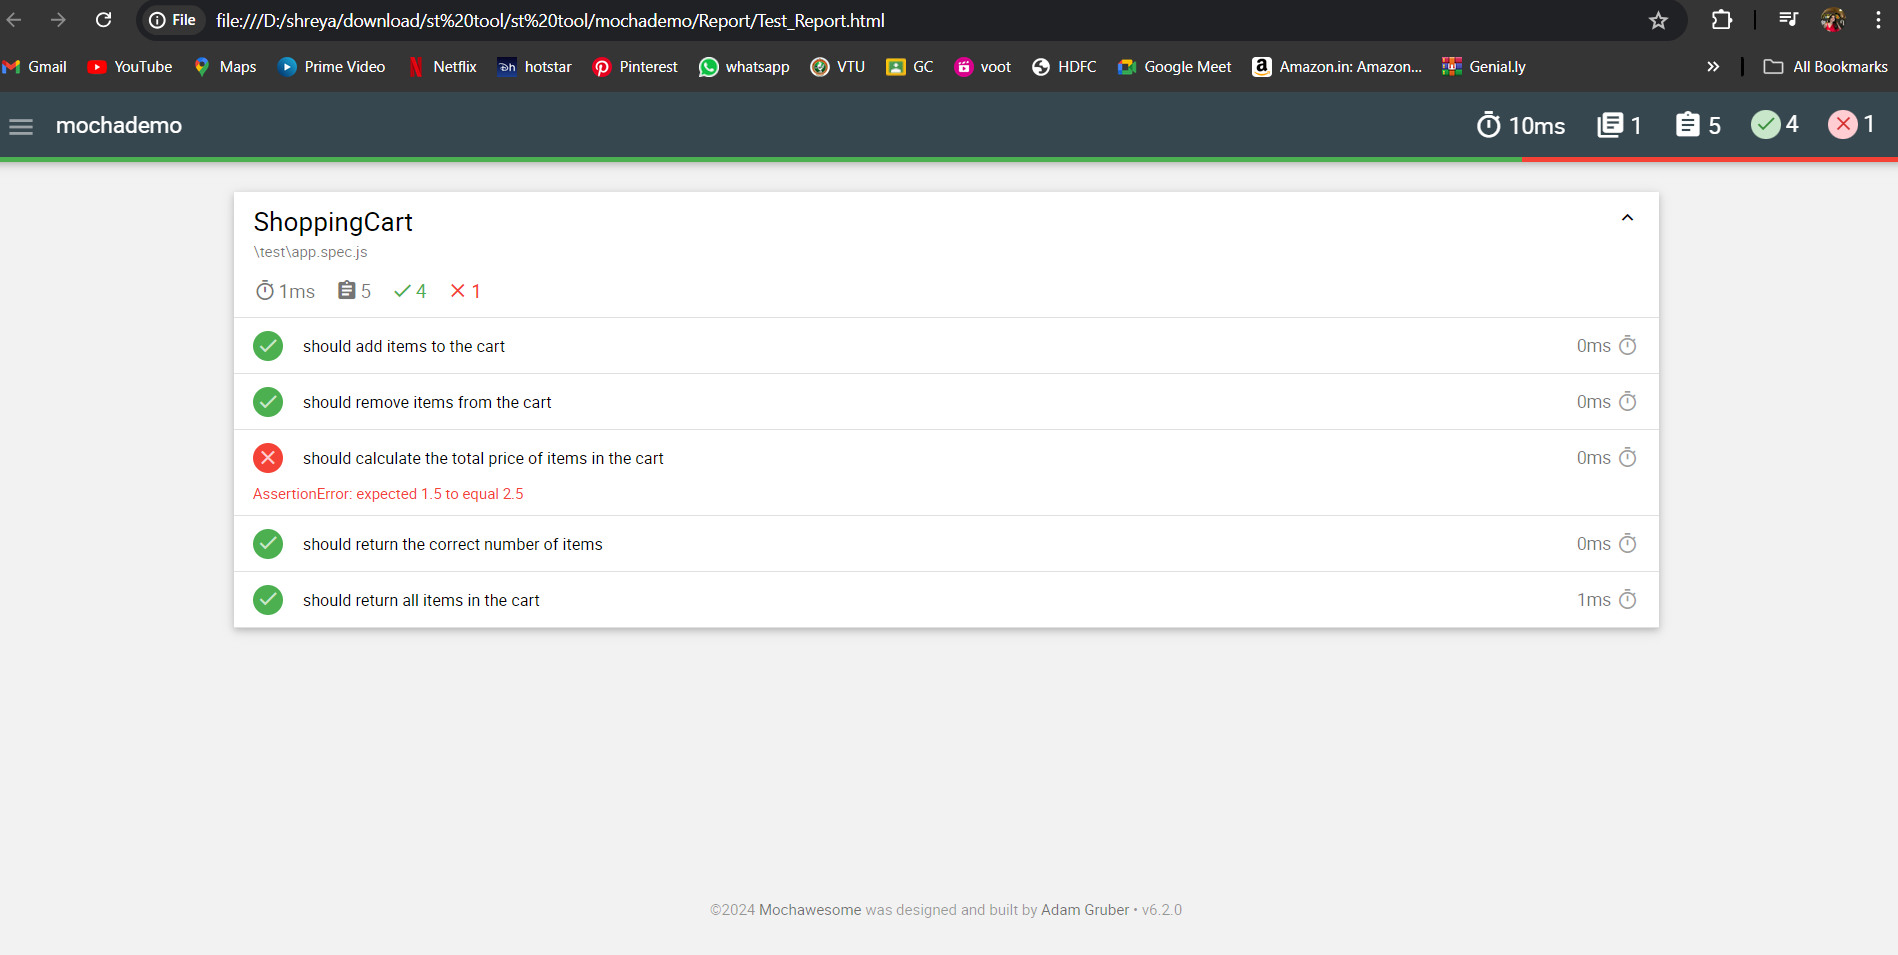 File file:///D:/shreya/download/st%20tool/st%20tool/mochademo/Report/Test_Report.html
Gmail YouTube Maps Prime Video Netflix hotstar Pinterest whatsapp VTU GC voot HDFC Google Meet Amazon.in: Amazon... Genial.ly » All Bookmarks
mochademo 10ms 1 5 4 1
ShoppingCart
\test\app.spec.js
1ms 5 4 1
should add items to the cart 0ms
should remove items from the cart 0ms
should calculate the total price of items in the cart 0ms
AssertionError: expected 1.5 to equal 2.5
should return the correct number of items 0ms
should return all items in the cart 1ms
©2024 Mochawesome was designed and built by Adam Gruber • v6.2.0